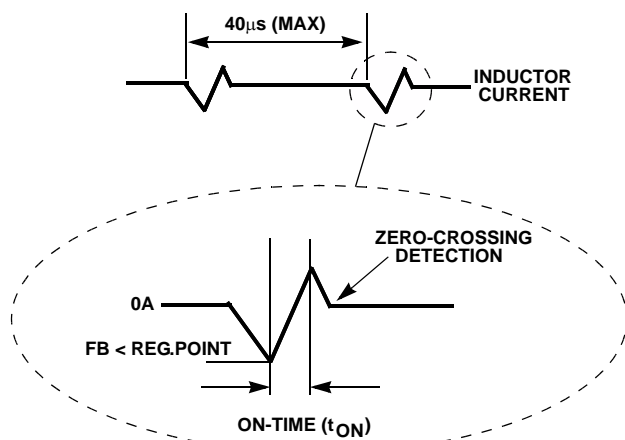 40μs (MAX)
INDUCTOR
CURRENT
ZERO-CROSSING
DETECTION
0A
FB < REG.POINT
ON-TIME (tON)